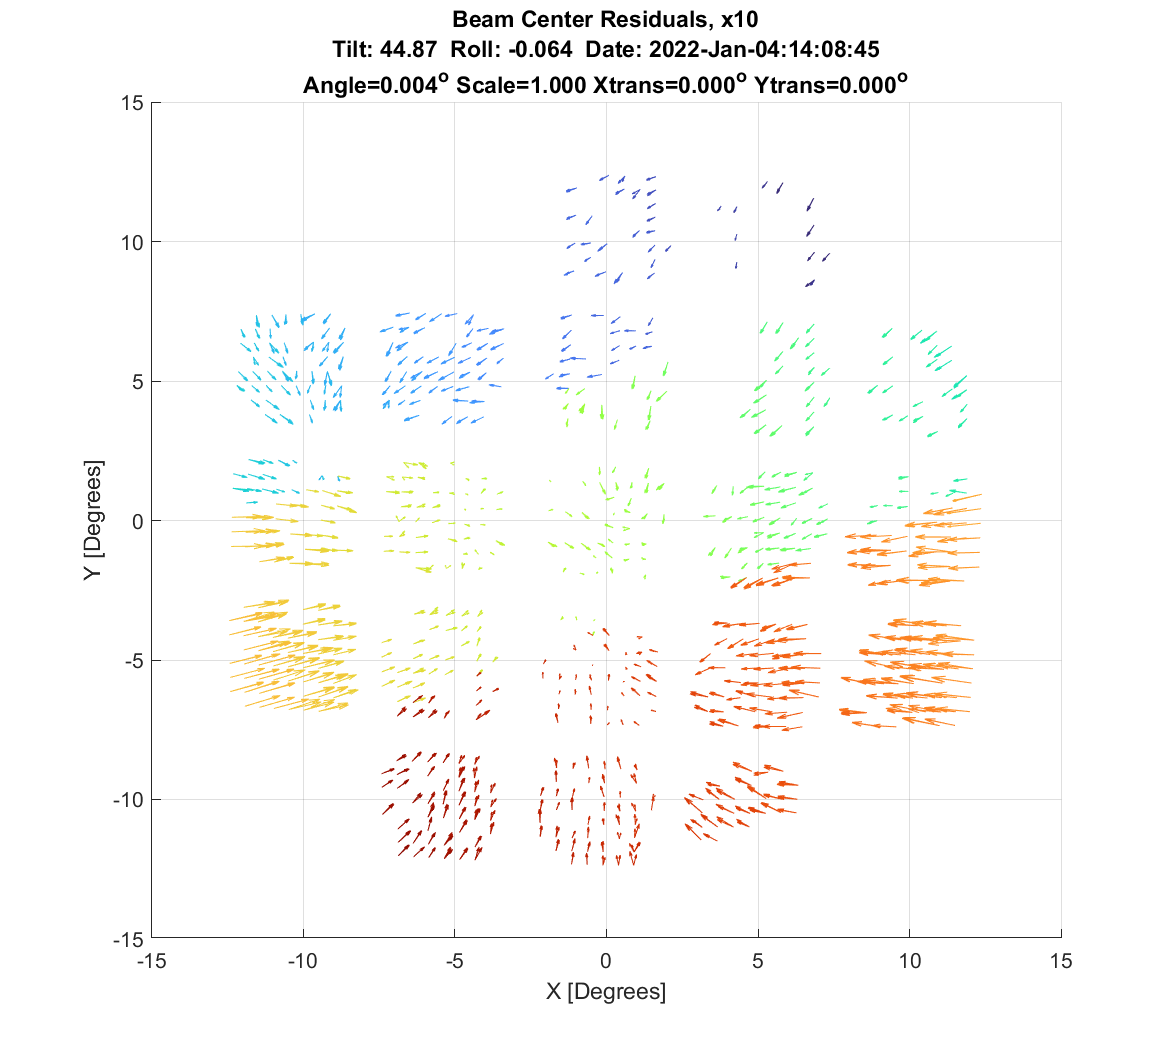 Beam Center Residuals, x10
Tilt: 44.87 Roll: -0.064 Date: 2022-Jan-04:14:08:45
Angle=0.004° Scale=1.000 Xtrans=0.000° Ytrans=0.000°
15
10
5
0
-5
-10
-15
Y [Degrees]
-15 -10 -5 0 5 10 15
X [Degrees]